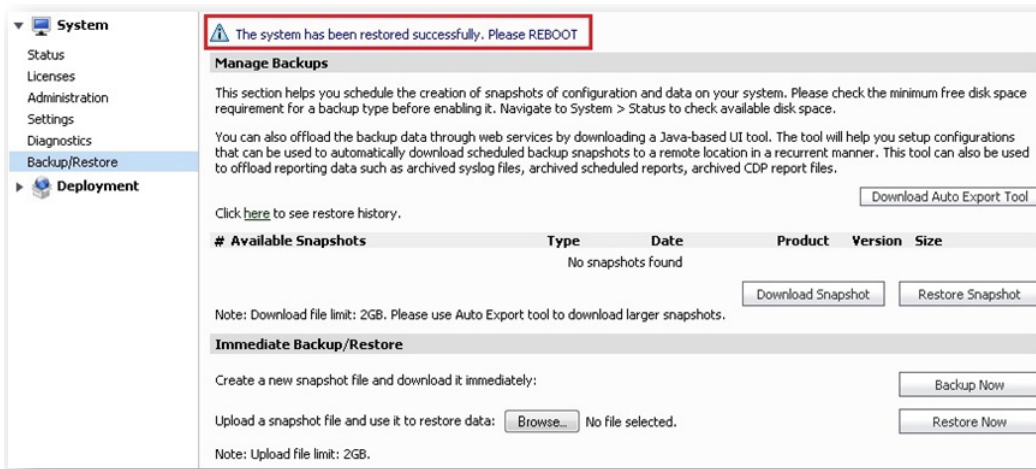 System
Status
Licenses
Administration
Settings
Diagnostics
Backup/Restore
Deployment
The system has been restored successfully. Please REBOOT
Manage Backups
This section helps you schedule the creation of snapshots of configuration and data on your system. Please check the minimum free disk space
requirement for a backup type before enabling it. Navigate to System > Status to check available disk space.
You can also offload the backup data through web services by downloading a Java-based UI tool. The tool will help you setup configurations
that can be used to automatically download scheduled backup snapshots to a remote location in a recurrent manner. This tool can also be used
to offload reporting data such as archived syslog files, archived scheduled reports, archived CDP report files.
Download Auto Export Tool
Click here to see restore history.
# Available Snapshots Type Date Product Version Size
No snapshots found
Download Snapshot Restore Snapshot
Note: Download file limit: 2GB. Please use Auto Export tool to download larger snapshots.
Immediate Backup/Restore
Create a new snapshot file and download it immediately: Backup Now
Upload a snapshot file and use it to restore data: Browse... No file selected. Restore Now
Note: Upload file limit: 2GB.